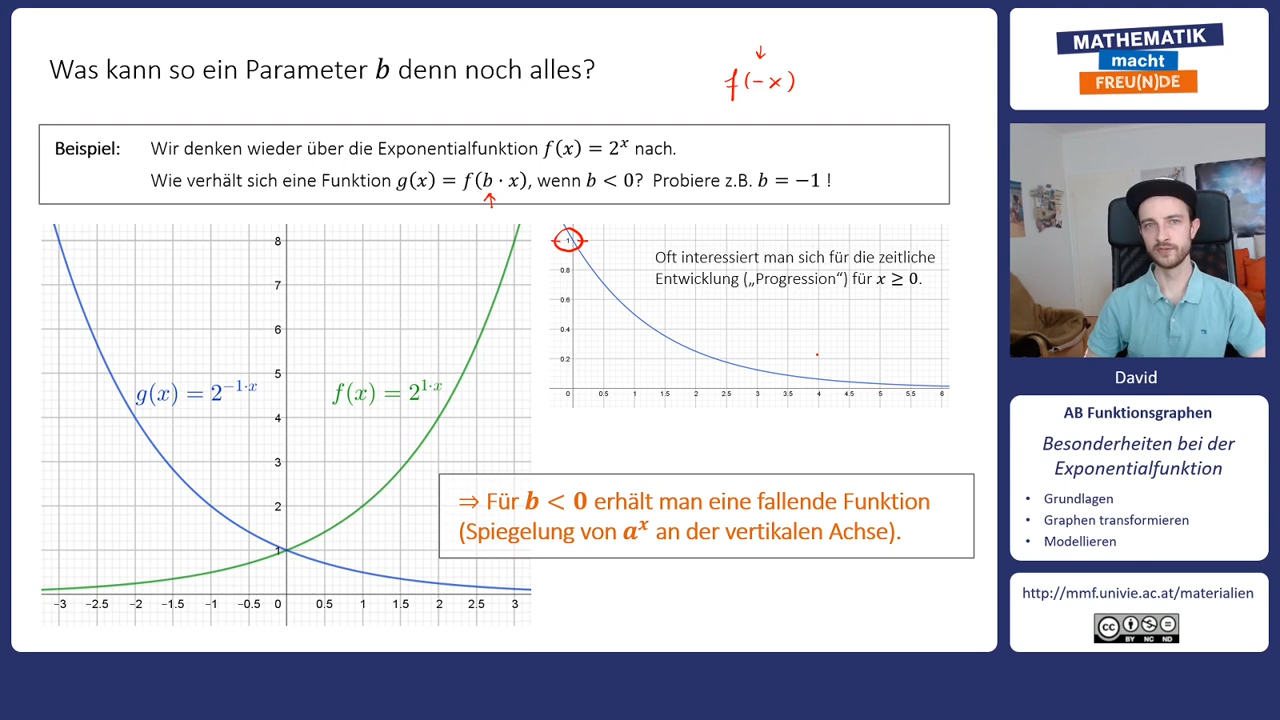 Was kann so ein Parameter b denn noch alles?
f(-x)
Beispiel: Wir denken wieder über die Exponentialfunktion f(x) = 2^x nach.
Wie verhält sich eine Funktion g(x) = f(b · x), wenn b < 0? Probiere z.B. b = −1 !
8
7
6
5
4
3
2
1
g(x) = 2^{−1·x}
f(x) = 2^{1·x}
−3 −2.5 −2 −1.5 −1 −0.5 0 0.5 1 1.5 2 2.5 3
1
0.8
0.6
0.4
0.2
0 0.5 1 1.5 2 2.5 3 3.5 4 4.5 5 5.5 6
Oft interessiert man sich für die zeitliche
Entwicklung („Progression“) für x ≥ 0.
⇒ Für b < 0 erhält man eine fallende Funktion
(Spiegelung von a^x an der vertikalen Achse).
MATHEMATIK
macht
FREU(N)DE
David
AB Funktionsgraphen
Besonderheiten bei der
Exponentialfunktion
• Grundlagen
• Graphen transformieren
• Modellieren
http://mmf.univie.ac.at/materialien
cc
BY NC ND